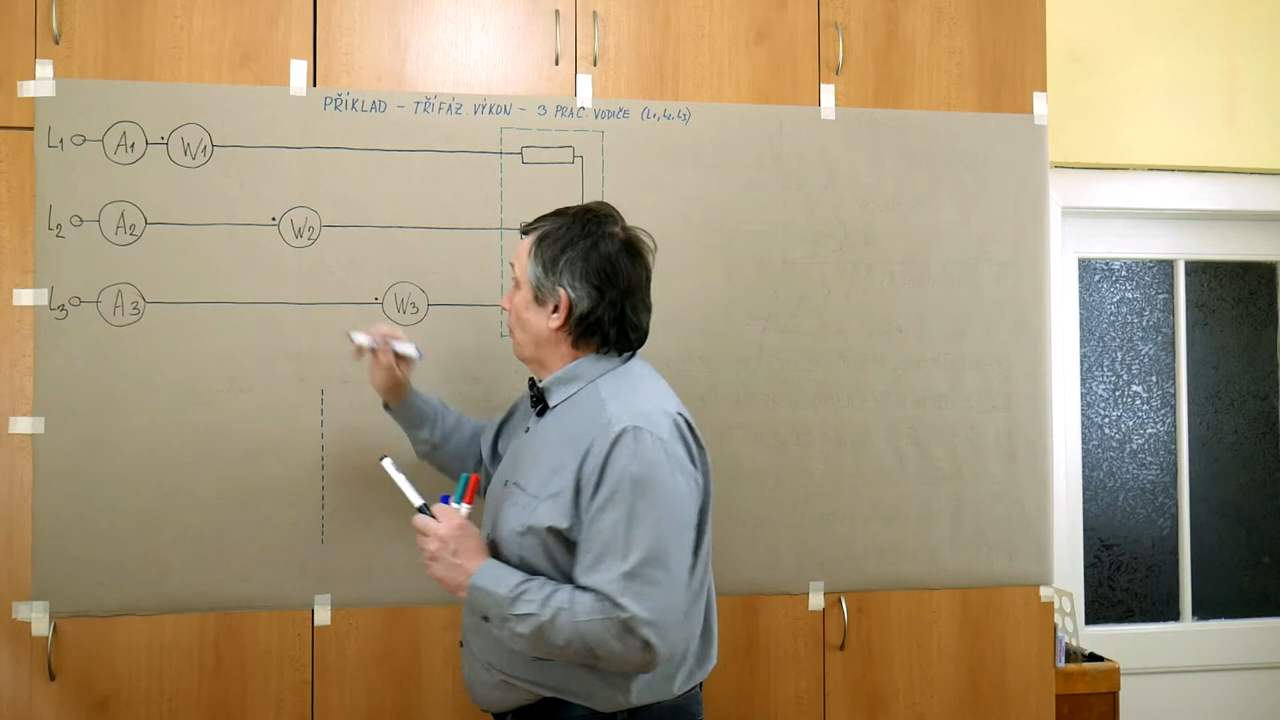 PŘÍKLAD – TŘÍFÁZ. VÝKON – 3 PRAC. VODIČE (L1, L2, L3)
L1 A1 W1
L2 A2 W2
L3 A3 W3